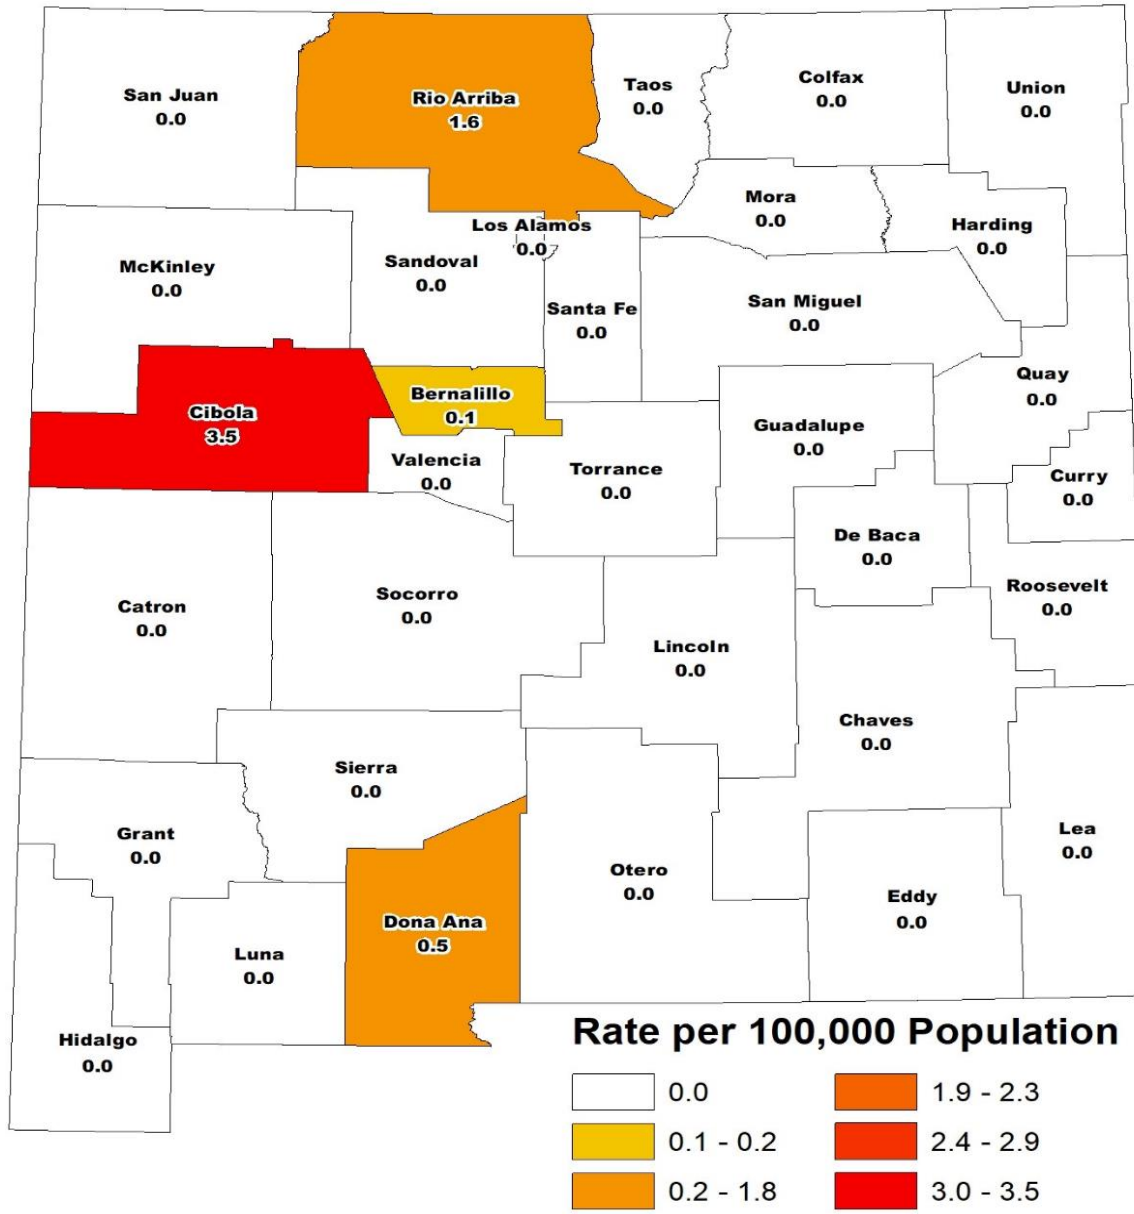 San Juan
0.0
Rio Arriba
1.6
Taos
0.0
Colfax
0.0
Union
0.0
Mora
0.0
Harding
0.0
Los Alamos
0.0
McKinley
0.0
Sandoval
0.0
Santa Fe
0.0
San Miguel
0.0
Quay
0.0
Cibola
3.5
Bernalillo
0.1
Guadalupe
0.0
Valencia
0.0
Torrance
0.0
Curry
0.0
De Baca
0.0
Catron
0.0
Socorro
0.0
Roosevelt
0.0
Lincoln
0.0
Chaves
0.0
Sierra
0.0
Grant
0.0
Lea
0.0
Otero
0.0
Eddy
0.0
Dona Ana
0.5
Luna
0.0
Hidalgo
0.0
Rate per 100,000 Population
0.0
0.1 - 0.2
0.2 - 1.8
1.9 - 2.3
2.4 - 2.9
3.0 - 3.5